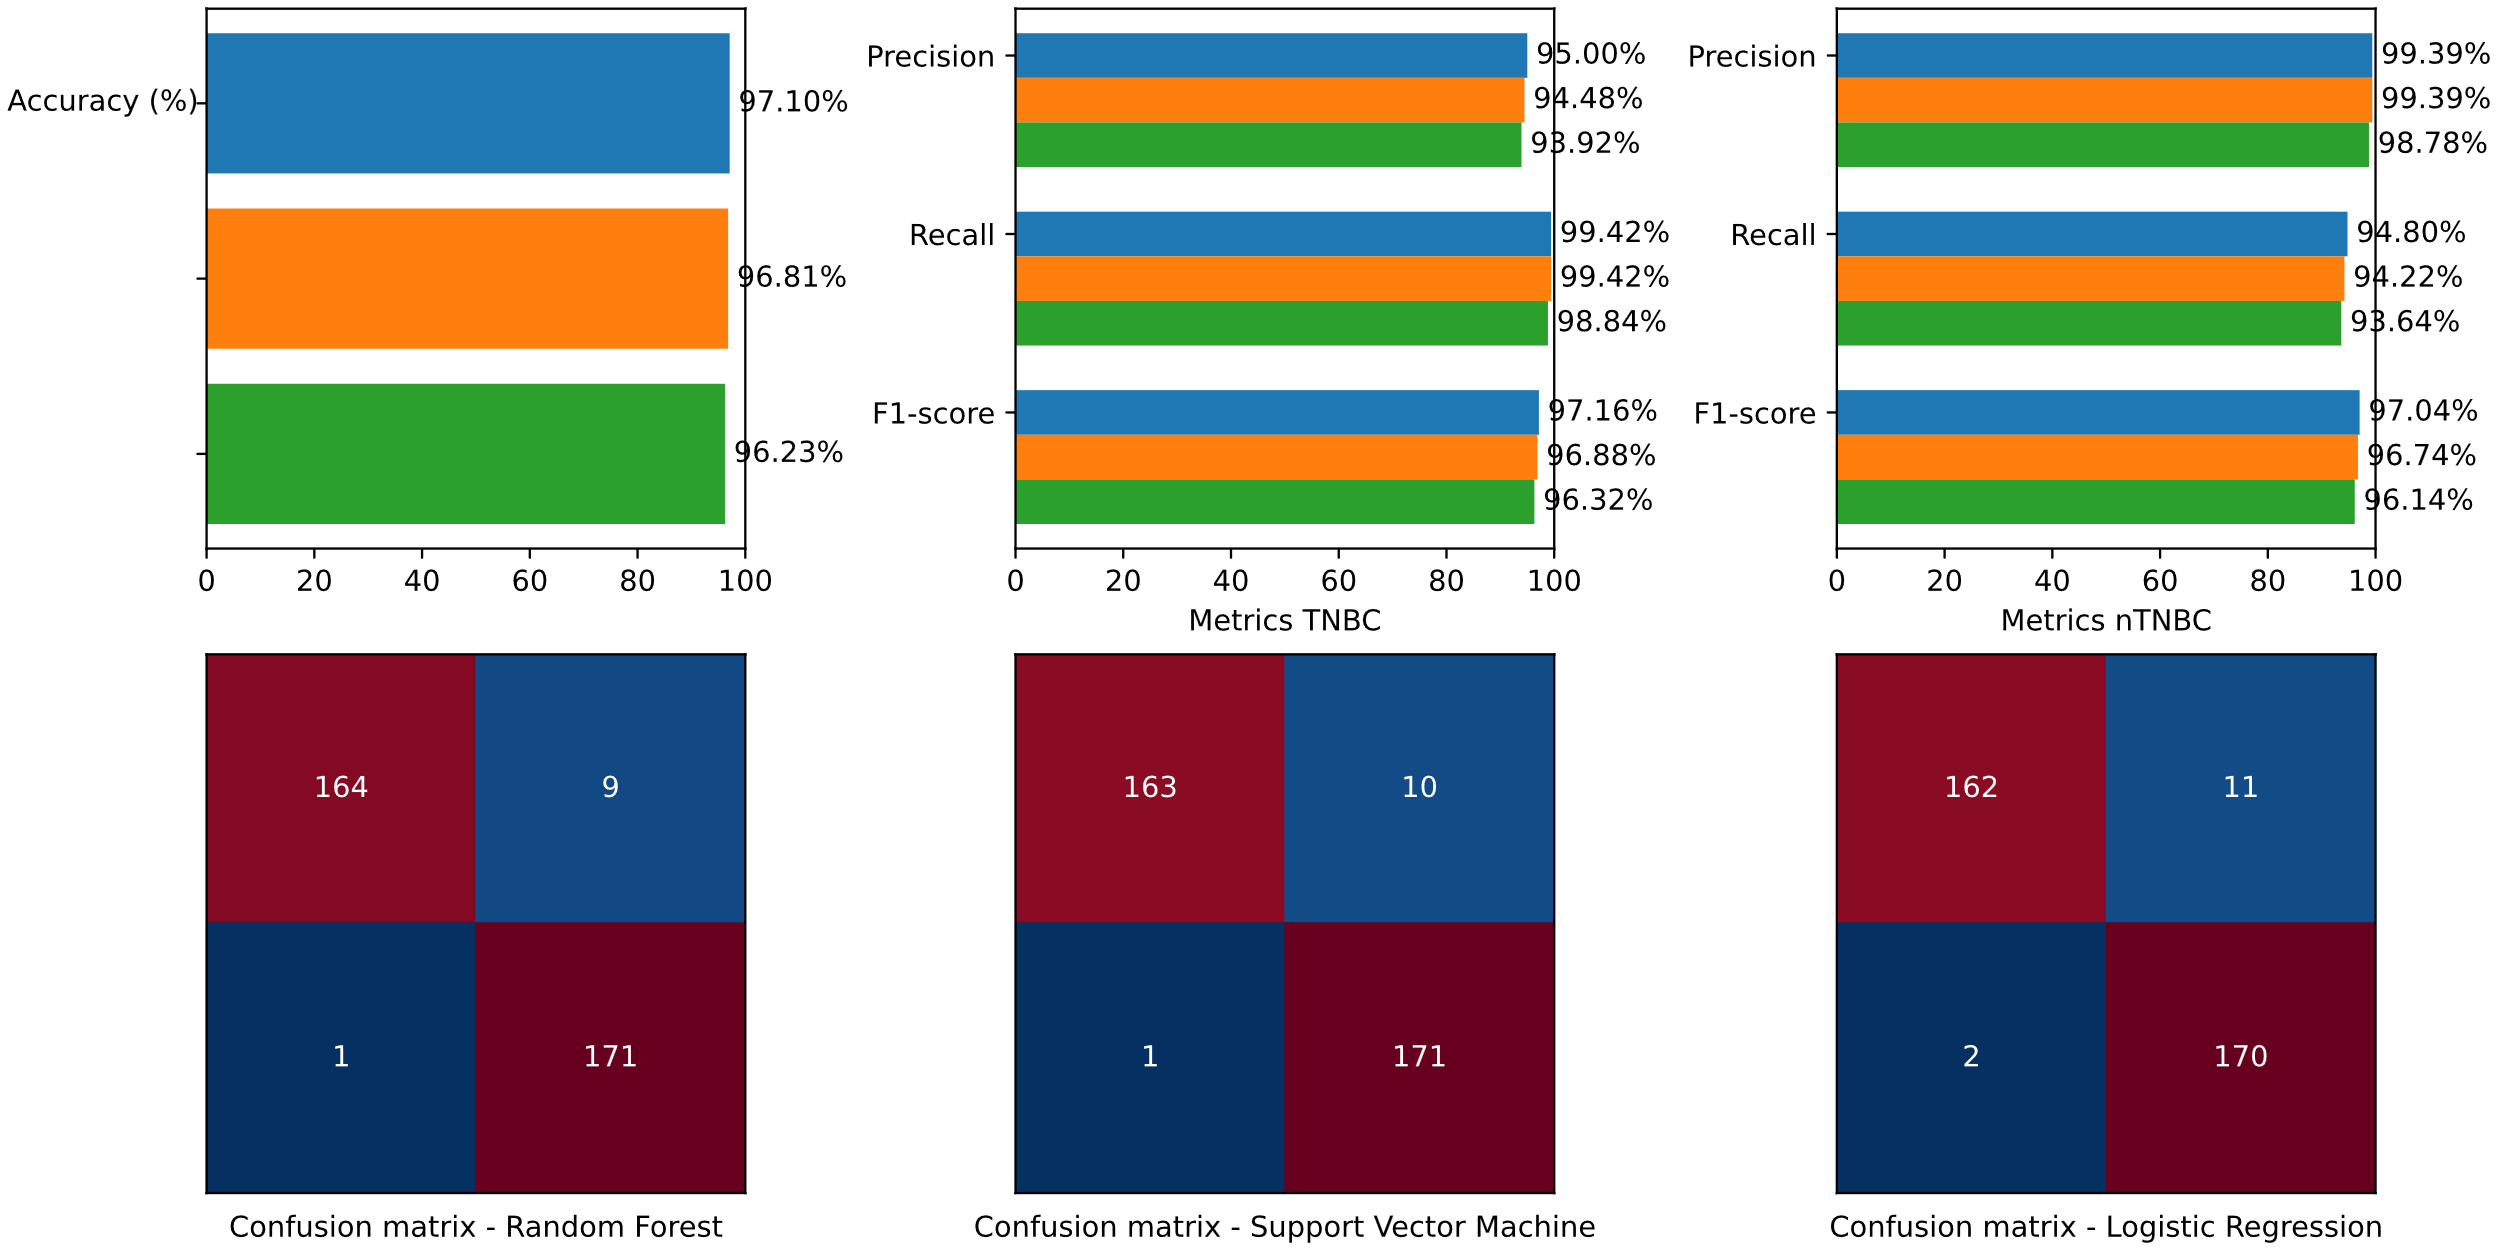 Accuracy (%)
97.10%
96.81%
96.23%
0 20 40 60 80 100
Precision
95.00%
94.48%
93.92%
Recall
99.42%
99.42%
98.84%
F1-score
97.16%
96.88%
96.32%
0 20 40 60 80 100
Metrics TNBC
Precision
99.39%
99.39%
98.78%
Recall
94.80%
94.22%
93.64%
F1-score
97.04%
96.74%
96.14%
0 20 40 60 80 100
Metrics nTNBC
164 9
1 171
Confusion matrix - Random Forest
163 10
1 171
Confusion matrix - Support Vector Machine
162 11
2 170
Confusion matrix - Logistic Regression